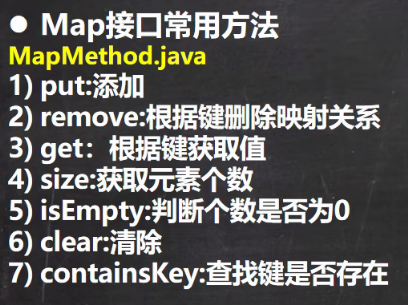 ● Map接口常用方法
MapMethod.java
1) put:添加
2) remove:根据键删除映射关系
3) get：根据键获取值
4) size:获取元素个数
5) isEmpty:判断个数是否为0
6) clear:清除
7) containsKey:查找键是否存在